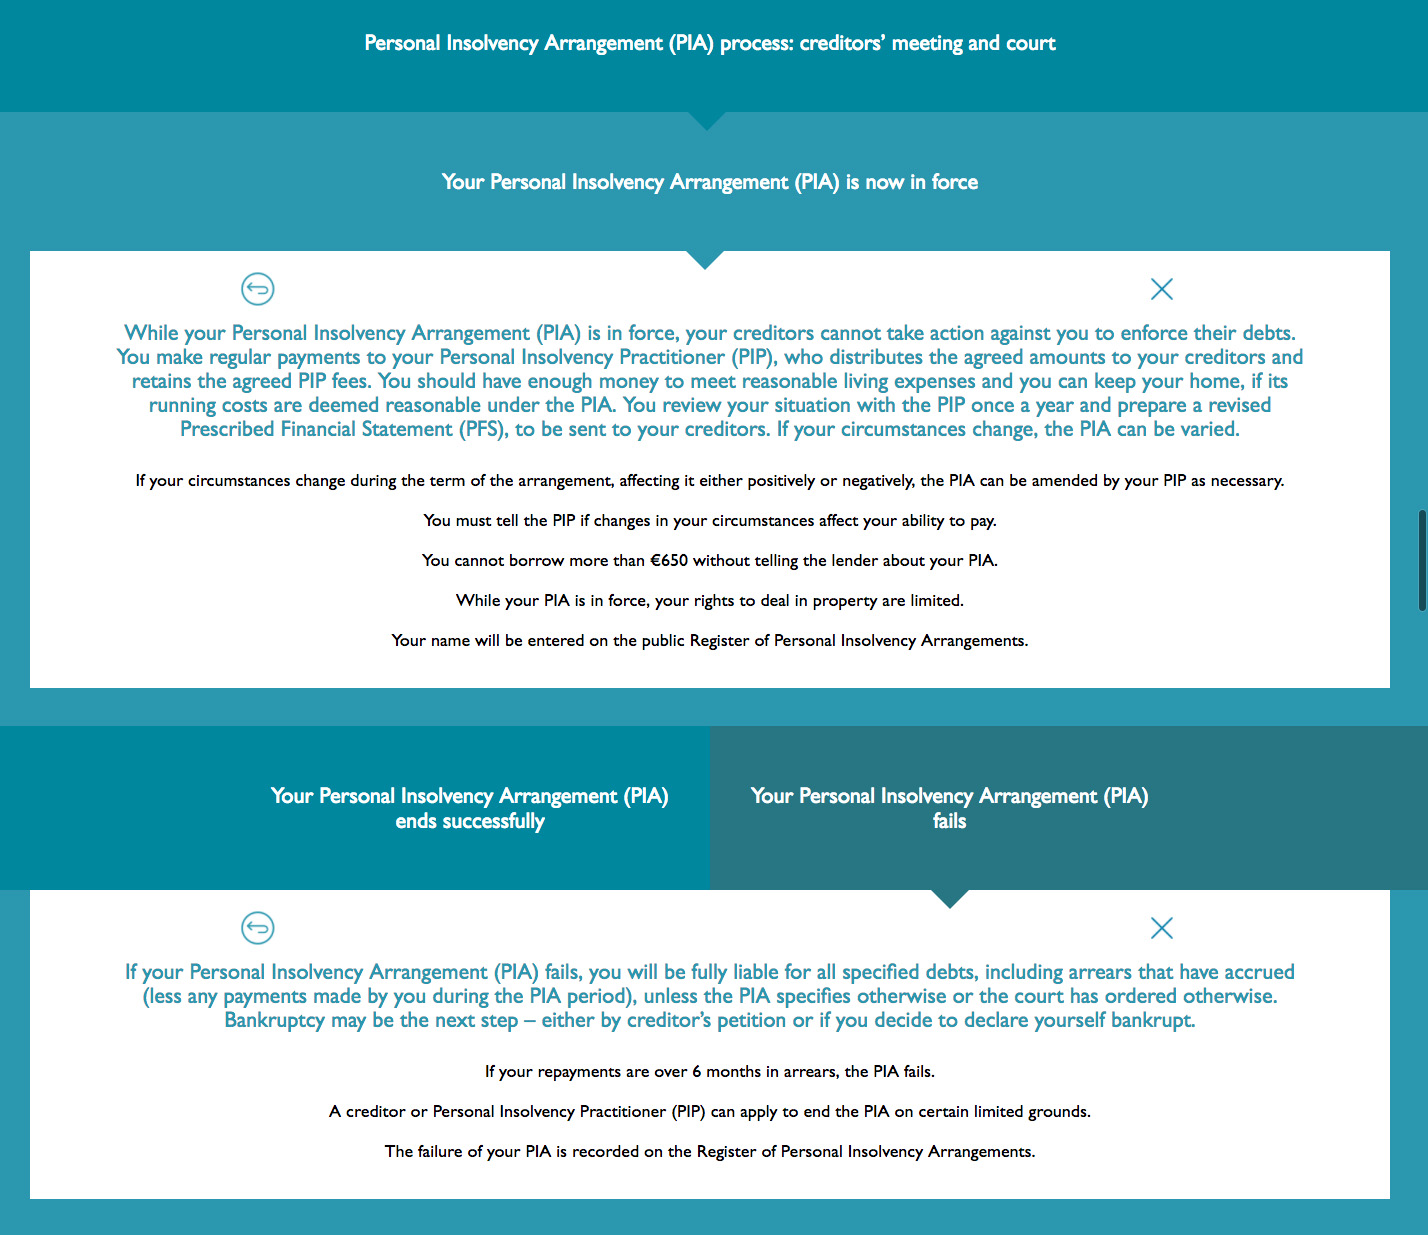 Personal Insolvency Arrangement (PIA) process: creditors’ meeting and court
Your Personal Insolvency Arrangement (PIA) is now in force
While your Personal Insolvency Arrangement (PIA) is in force, your creditors cannot take action against you to enforce their debts.
You make regular payments to your Personal Insolvency Practitioner (PIP), who distributes the agreed amounts to your creditors and
retains the agreed PIP fees. You should have enough money to meet reasonable living expenses and you can keep your home, if its
running costs are deemed reasonable under the PIA. You review your situation with the PIP once a year and prepare a revised
Prescribed Financial Statement (PFS), to be sent to your creditors. If your circumstances change, the PIA can be varied.
If your circumstances change during the term of the arrangement, affecting it either positively or negatively, the PIA can be amended by your PIP as necessary.
You must tell the PIP if changes in your circumstances affect your ability to pay.
You cannot borrow more than €650 without telling the lender about your PIA.
While your PIA is in force, your rights to deal in property are limited.
Your name will be entered on the public Register of Personal Insolvency Arrangements.
Your Personal Insolvency Arrangement (PIA)
ends successfully
Your Personal Insolvency Arrangement (PIA)
fails
If your Personal Insolvency Arrangement (PIA) fails, you will be fully liable for all specified debts, including arrears that have accrued
(less any payments made by you during the PIA period), unless the PIA specifies otherwise or the court has ordered otherwise.
Bankruptcy may be the next step – either by creditor’s petition or if you decide to declare yourself bankrupt.
If your repayments are over 6 months in arrears, the PIA fails.
A creditor or Personal Insolvency Practitioner (PIP) can apply to end the PIA on certain limited grounds.
The failure of your PIA is recorded on the Register of Personal Insolvency Arrangements.